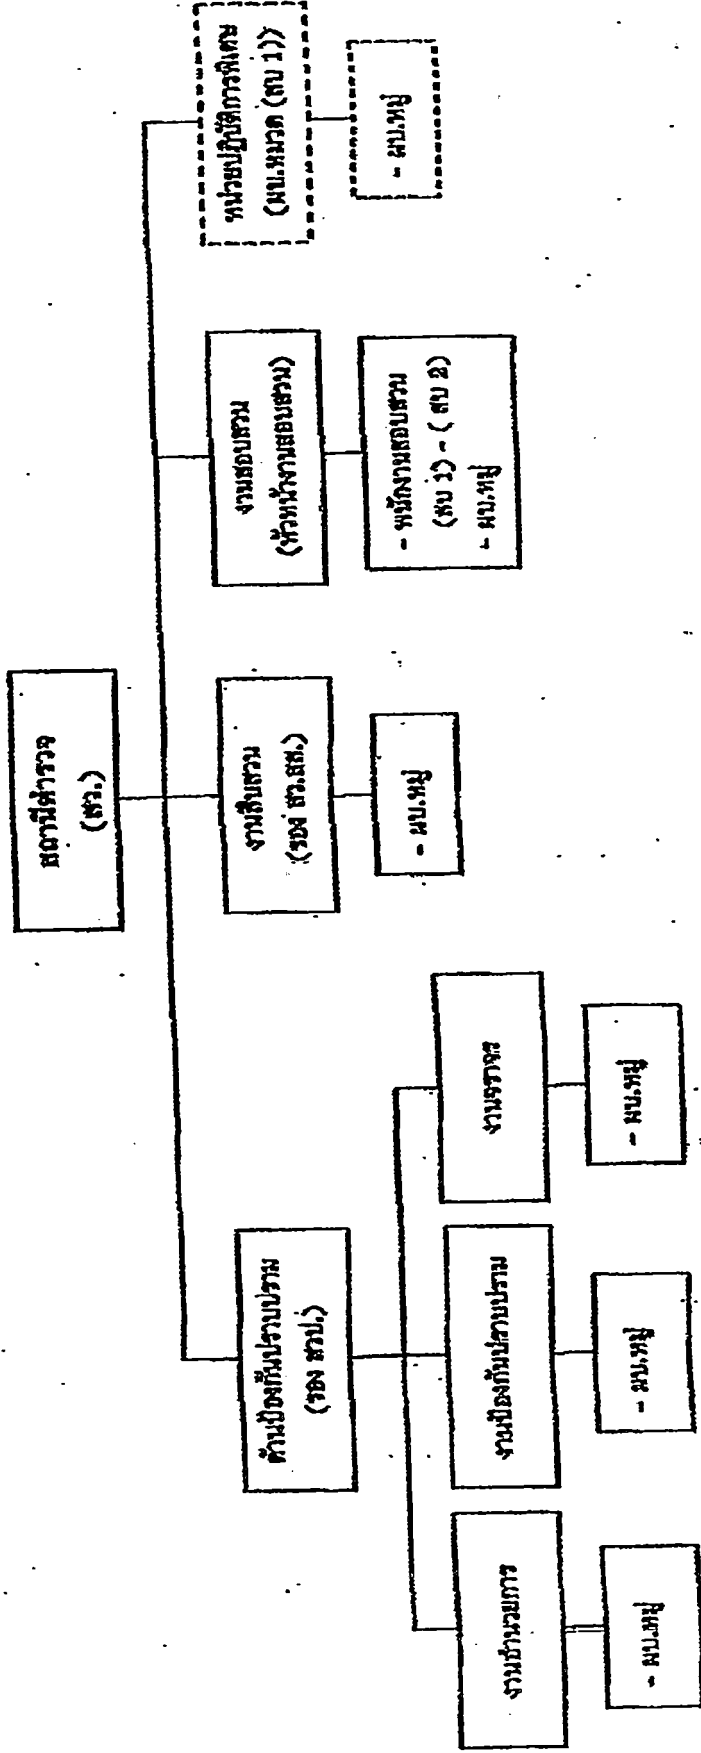 สถานีตำรวจ
(สว.)
ด้านป้องกันปราบปราม
(รอง สวป.)
งานสืบสวน
(รอง สว.สส.)
- ผบ.หมู่
งานสอบสวน
(หัวหน้างานสอบสวน)
- พนักงานสอบสวน
(สบ 1) - ( สบ 2)
- ผบ.หมู่
หน่วยปฏิบัติการพิเศษ
(ผบ.หมวด (สบ 1))
- ผบ.หมู่
งานอำนวยการ
- ผบ.หมู่
งานป้องกันปราบปราม
- ผบ.หมู่
งานจราจร
- ผบ.หมู่